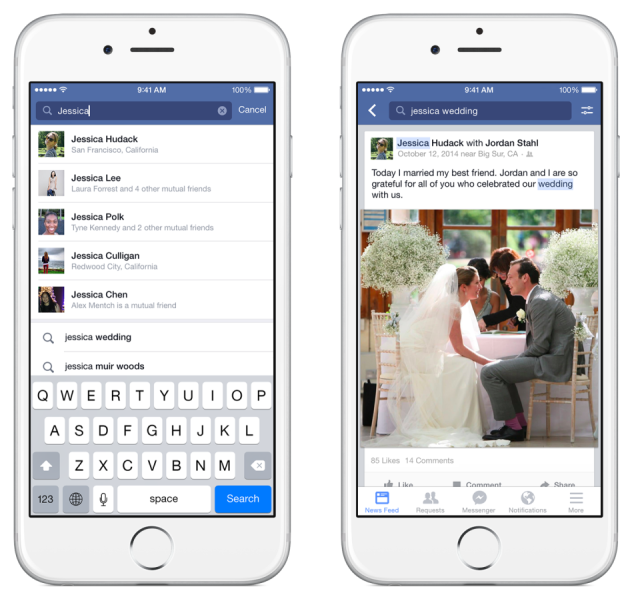 9:41 AM 100%
Jessica Cancel
Jessica Hudack
San Francisco, California
Jessica Lee
Laura Forrest and 4 other mutual friends
Jessica Polk
Tyne Kennedy and 2 other mutual friends
Jessica Culligan
Redwood City, California
Jessica Chen
Alex Mentch is a mutual friend
jessica wedding
jessica muir woods
Q W E R T Y U I O P
A S D F G H J K L
Z X C V B N M
123 space Search
9:41 AM 100%
jessica wedding
Jessica Hudack with Jordan Stahl
October 12, 2014 near Big Sur, CA ·
Today I married my best friend. Jordan and I are so
grateful for all of you who celebrated our wedding
with us.
85 Likes 14 Comments
Like Comment Share
News Feed Requests Messenger Notifications More